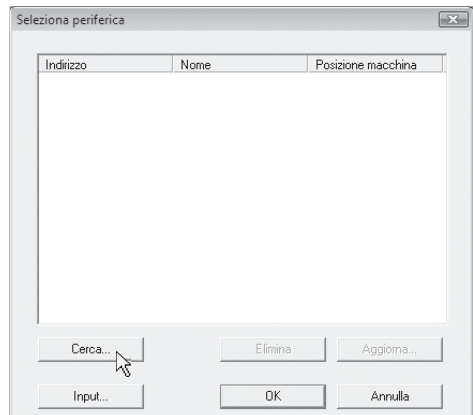 Seleziona periferica
Indirizzo Nome Posizione macchina
Cerca... Elimina Aggiorna...
Input... OK Annulla